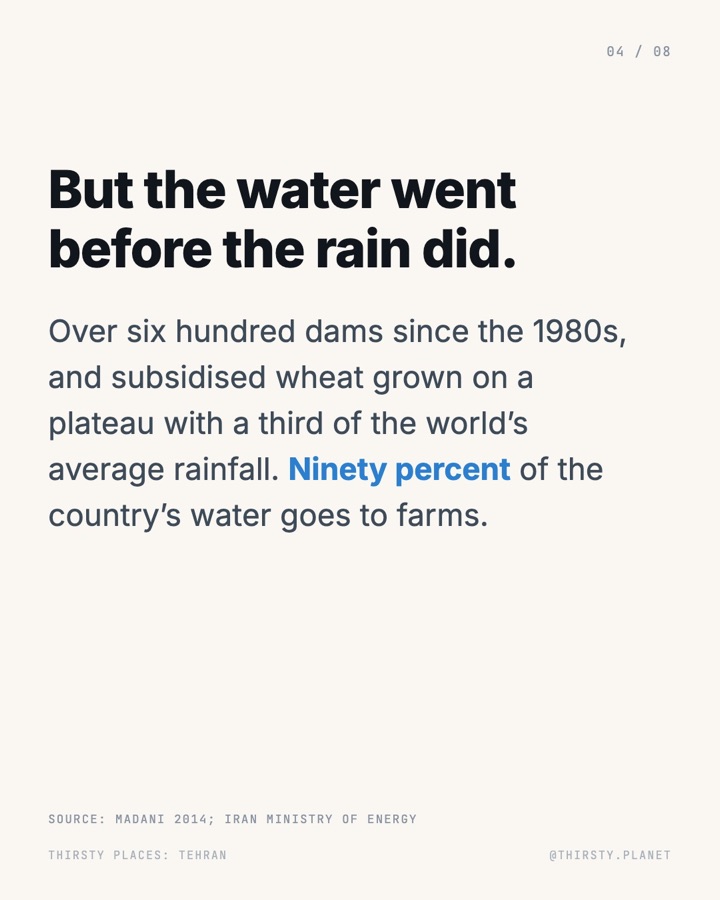 04 / 08
But the water went
before the rain did.
Over six hundred dams since the 1980s,
and subsidised wheat grown on a
plateau with a third of the world’s
average rainfall. Ninety percent of the
country’s water goes to farms.
SOURCE: MADANI 2014; IRAN MINISTRY OF ENERGY
THIRSTY PLACES: TEHRAN
@THIRSTY.PLANET